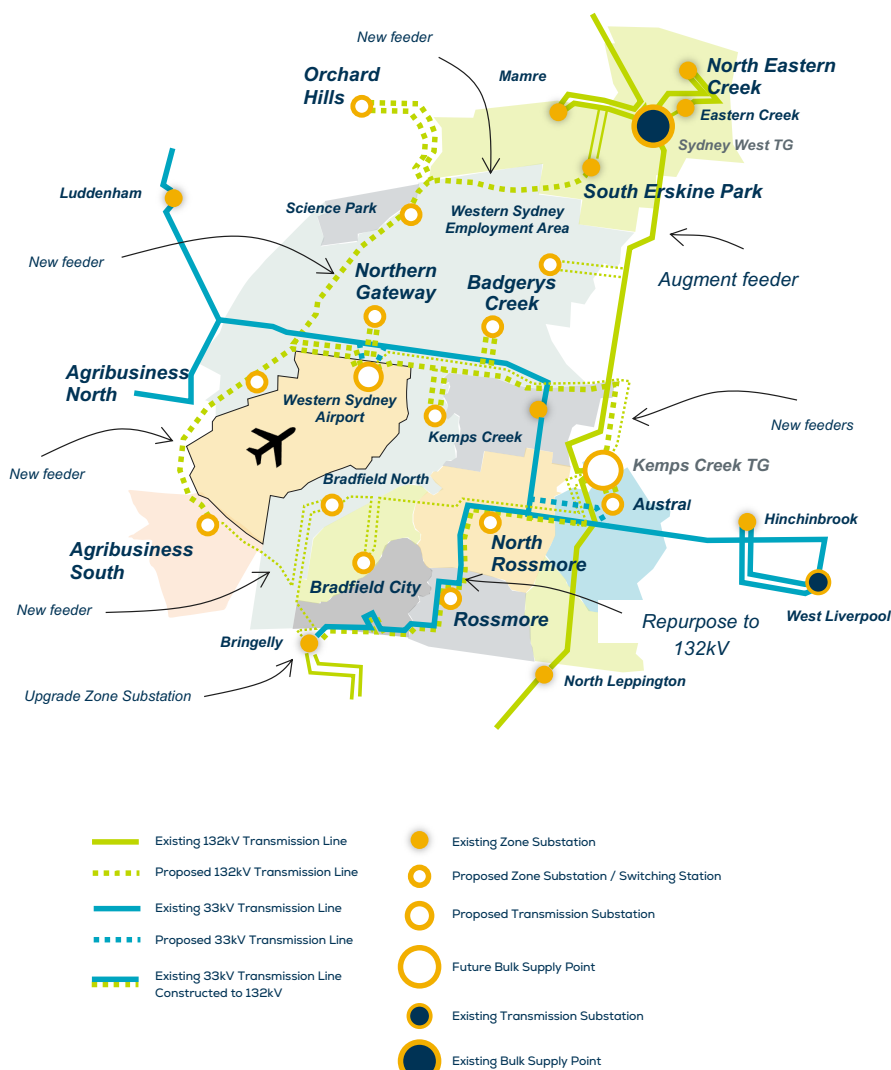 New feeder
Orchard
Hills
Mamre
North Eastern
Creek
Eastern Creek
Sydney West TG
Luddenham
South Erskine Park
Science Park
Western Sydney
Employment Area
New feeder
Northern
Gateway
Badgerys
Creek
Augment feeder
Agribusiness
North
Western Sydney
Airport
Kemps Creek
New feeders
New feeder
Bradfield North
Kemps Creek TG
Austral
Hinchinbrook
Agribusiness
South
North
Rossmore
Bradfield City
New feeder
Rossmore
West Liverpool
Repurpose to
132kV
Bringelly
North Leppington
Upgrade Zone Substation
Existing 132kV Transmission Line
Proposed 132kV Transmission Line
Existing 33kV Transmission Line
Proposed 33kV Transmission Line
Existing 33kV Transmission Line
Constructed to 132kV
Existing Zone Substation
Proposed Zone Substation / Switching Station
Proposed Transmission Substation
Future Bulk Supply Point
Existing Transmission Substation
Existing Bulk Supply Point